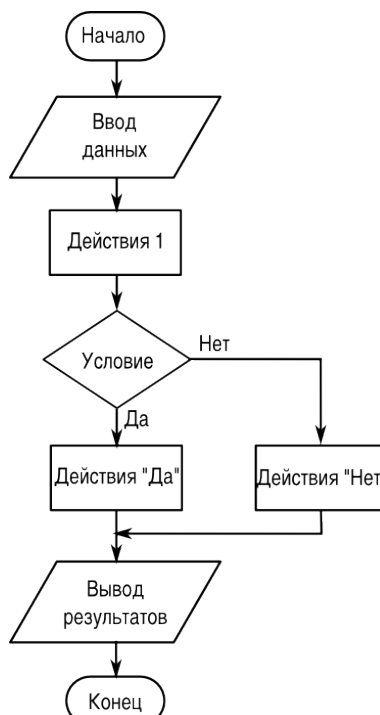 Начало
Ввод
данных
Действия 1
Условие
Нет
Да
Действия "Да"
Действия "Нет
Вывод
результатов
Конец